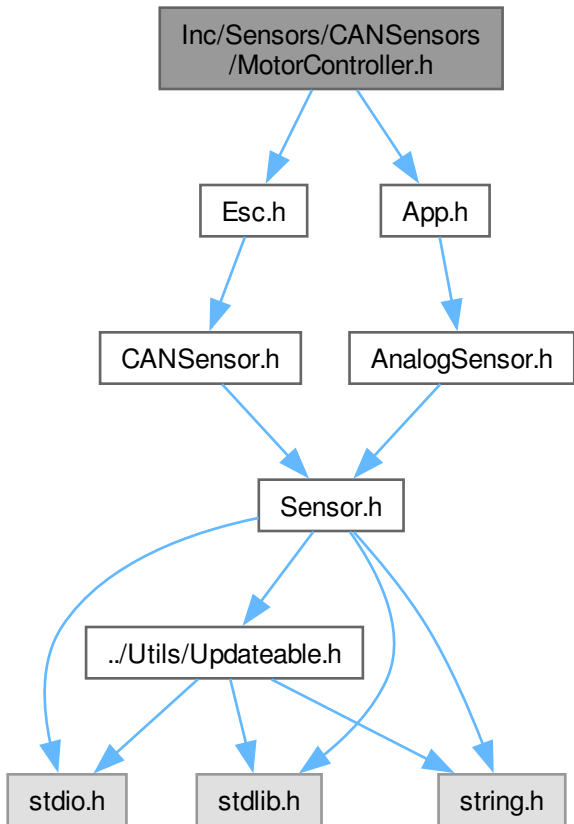 Inc/Sensors/CANSensors
/MotorController.h
Esc.h
App.h
CANSensor.h
AnalogSensor.h
Sensor.h
../Utils/Updateable.h
stdio.h
stdlib.h
string.h